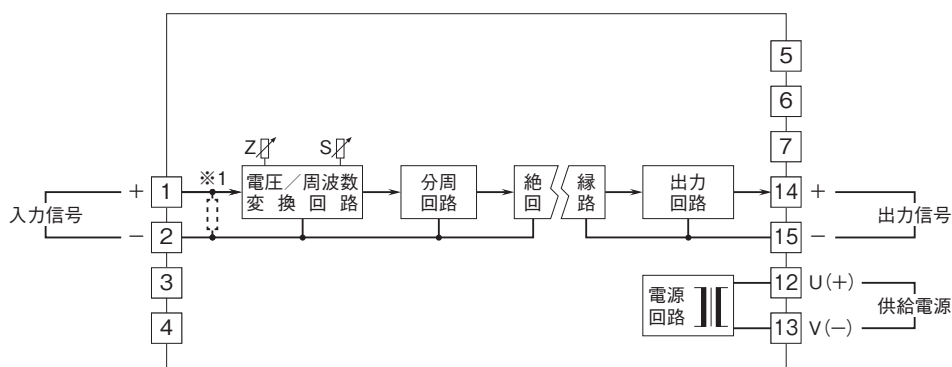 5
6
7
Z
S
※1
＋
1
電圧／周波数
変換回路
分周
回路
絶
回
縁
路
出力
回路
14
＋
入力信号
出力信号
－
2
15
－
3
12
U(＋)
電源
回路
供給電源
4
13
V(－)